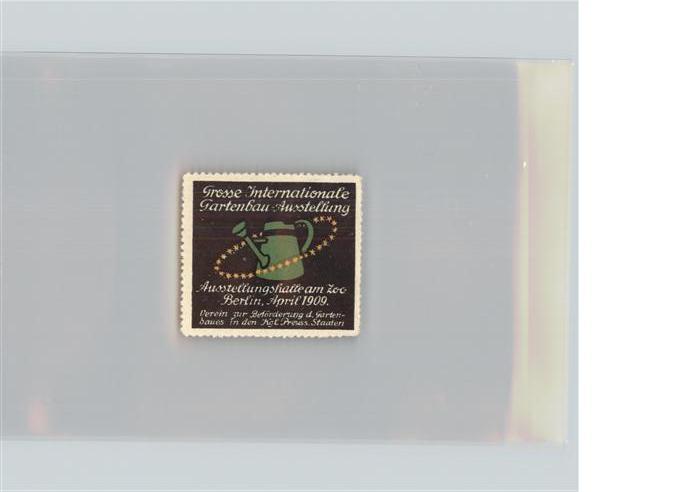 Grosse Internationale
Gartenbau-Ausstellung
Ausstellungshalle am Zoo
Berlin, April 1909.
Verein zur Beförderung d. Garten-
baues in den Kgl. Preuss. Staaten